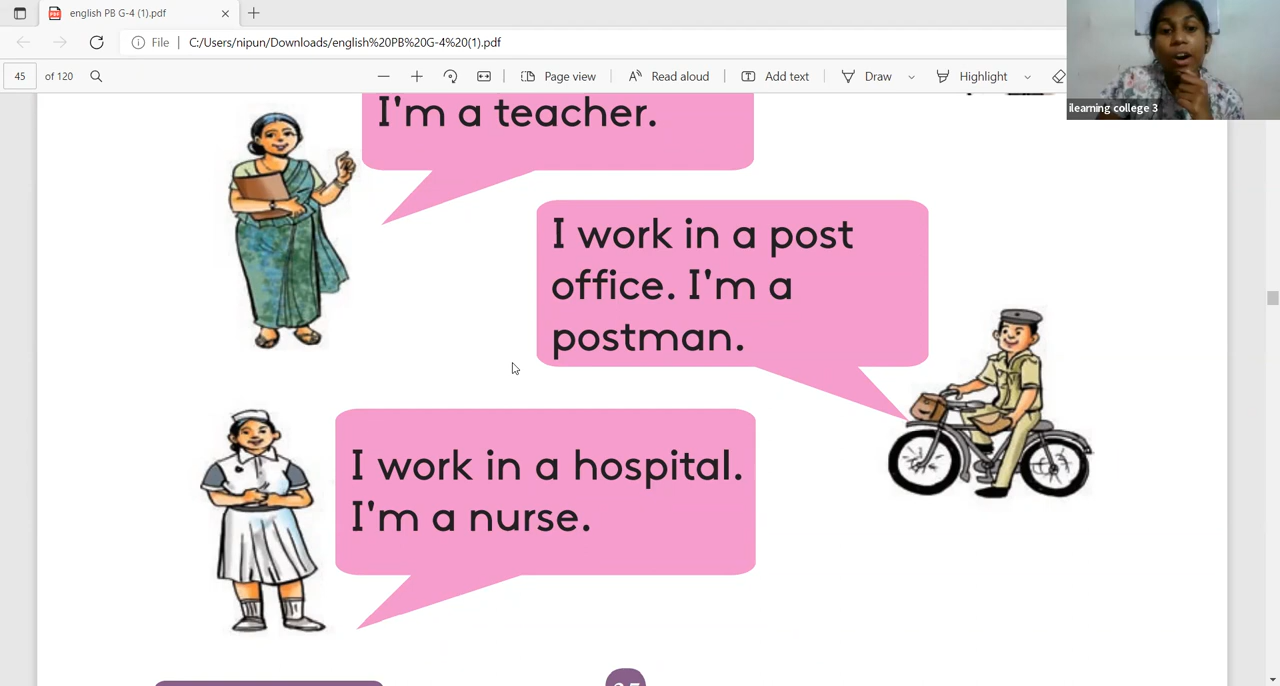 english PB G-4 (1).pdf
File
C:/Users/nipun/Downloads/english%20PB%20G-4%20(1).pdf
45 of 120
Page view
Read aloud
Add text
Draw
Highlight
ilearning college 3
I'm a teacher.
I work in a post
office. I'm a
postman.
I work in a hospital.
I'm a nurse.